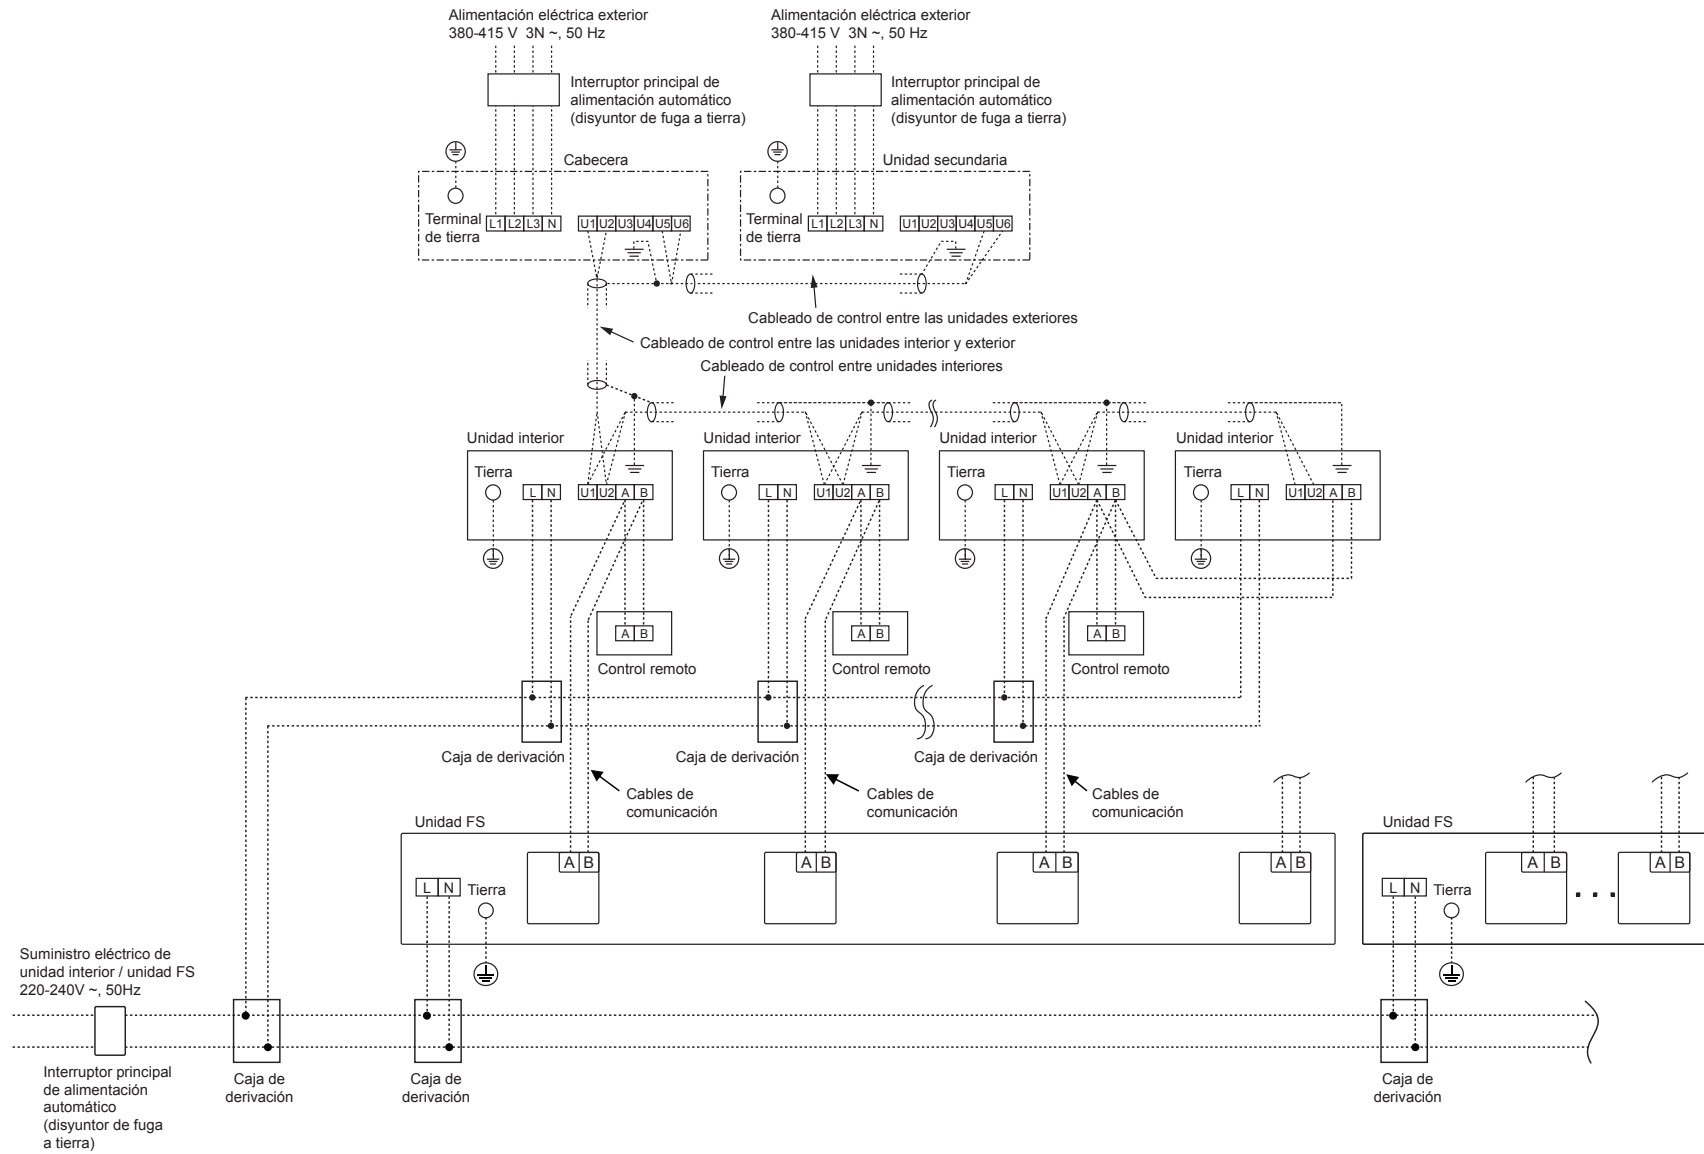 Alimentación eléctrica exterior
380-415 V  3N ~, 50 Hz
Alimentación eléctrica exterior
380-415 V  3N ~, 50 Hz
Interruptor principal de
alimentación automático
(disyuntor de fuga a tierra)
Interruptor principal de
alimentación automático
(disyuntor de fuga a tierra)
Cabecera
Unidad secundaria
Terminal
de tierra
L1 L2 L3 N
U1 U2 U3 U4 U5 U6
Terminal
de tierra
L1 L2 L3 N
U1 U2 U3 U4 U5 U6
Cableado de control entre las unidades exteriores
Cableado de control entre las unidades interior y exterior
Cableado de control entre unidades interiores
Unidad interior
Unidad interior
Unidad interior
Unidad interior
Tierra
L N
U1 U2 A B
Tierra
L N
U1 U2 A B
Tierra
L N
U1 U2 A B
Tierra
L N
U1 U2 A B
A B
A B
A B
Control remoto
Control remoto
Control remoto
Caja de derivación
Caja de derivación
Caja de derivación
Cables de
comunicación
Cables de
comunicación
Cables de
comunicación
Unidad FS
Unidad FS
A B
A B
A B
A B
A B
A B
L N
Tierra
L N
Tierra
Suministro eléctrico de
unidad interior / unidad FS
220-240V ~, 50Hz
Interruptor principal
de alimentación
automático
(disyuntor de fuga
a tierra)
Caja de
derivación
Caja de
derivación
Caja de
derivación